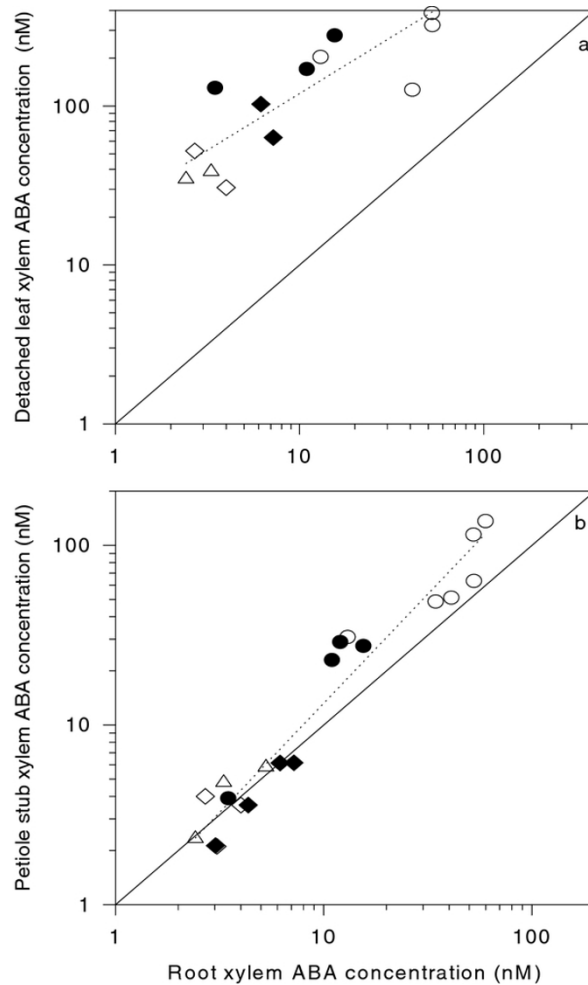 Detached leaf xylem ABA concentration (nM)
a
100
10
1
1
10
100
Petiole stub xylem ABA concentration (nM)
b
100
10
1
1
10
100
Root xylem ABA concentration (nM)